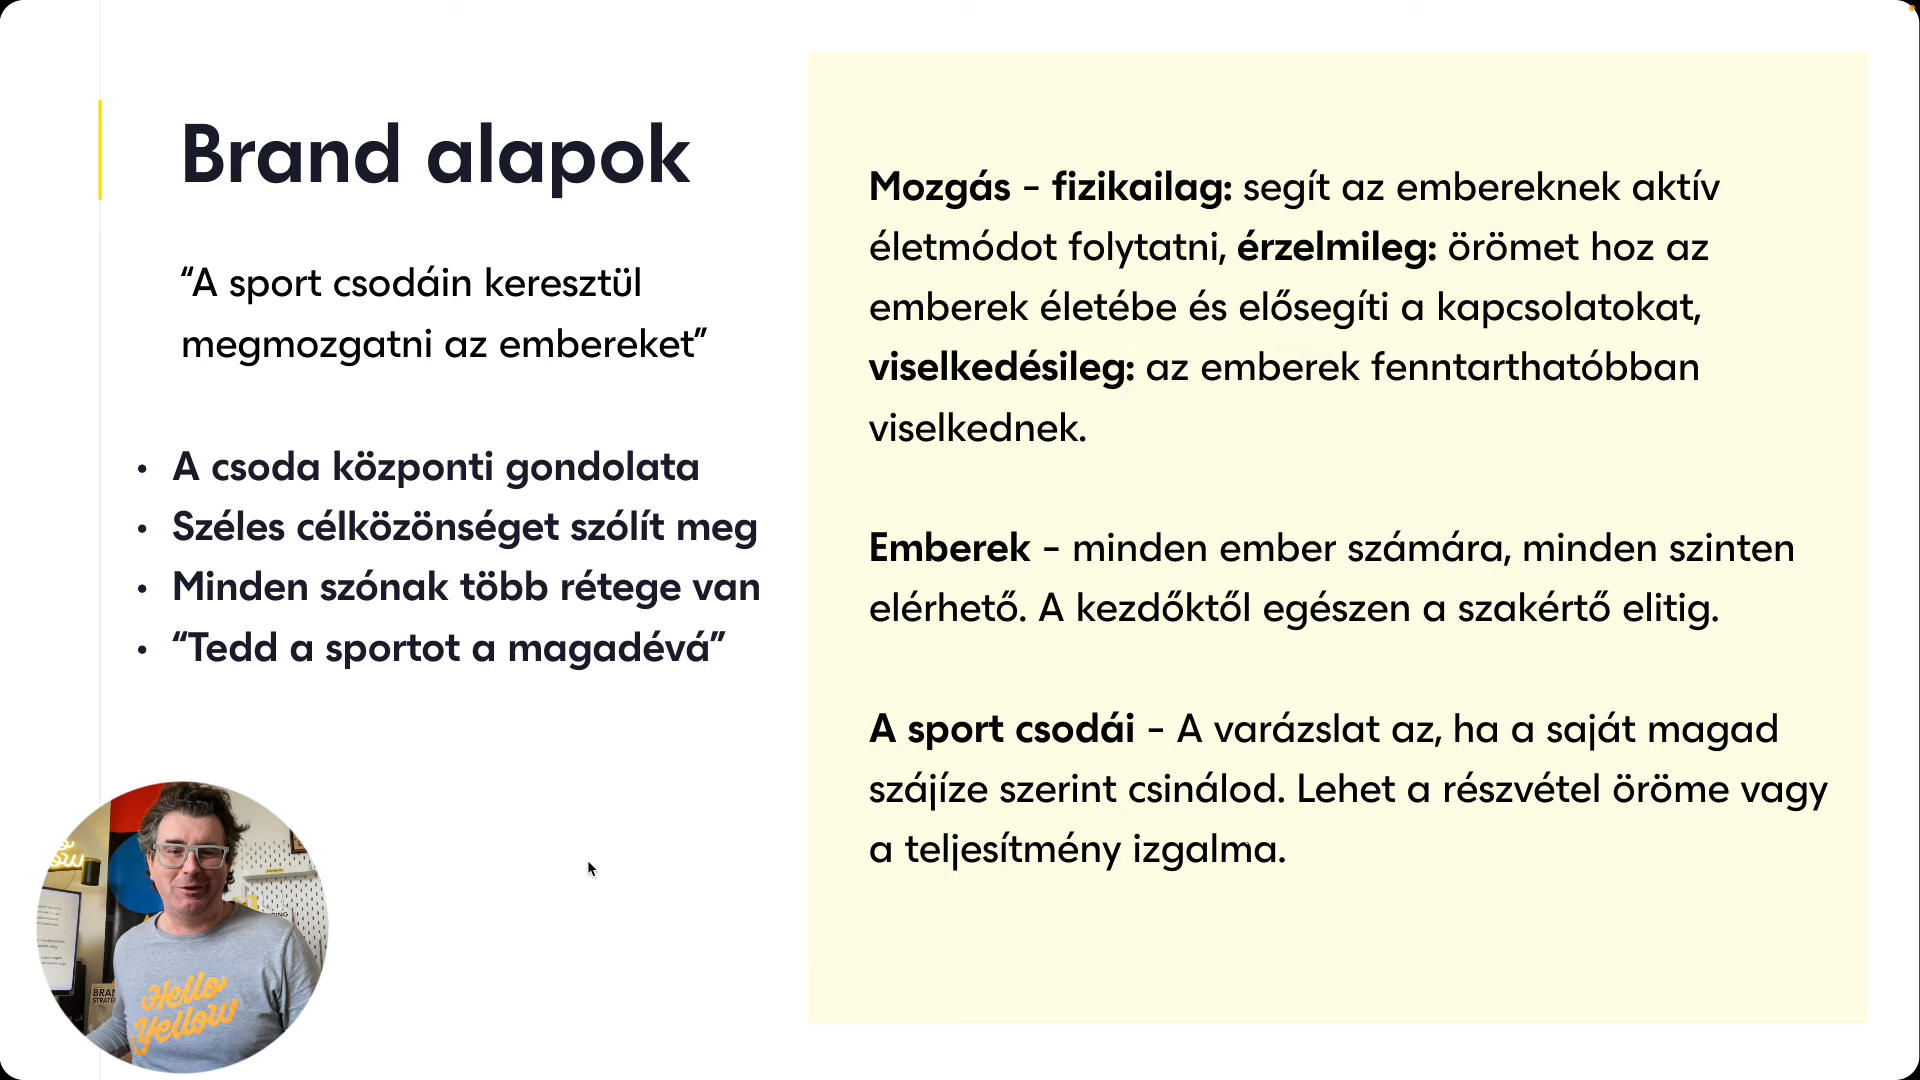 Brand alapok
“A sport csodáin keresztül
megmozgatni az embereket”
• A csoda központi gondolata
• Széles célközönséget szólít meg
• Minden szónak több rétege van
• “Tedd a sportot a magadévá”
Mozgás – fizikailag: segít az embereknek aktív
életmódot folytatni, érzelmileg: örömet hoz az
emberek életébe és elősegíti a kapcsolatokat,
viselkedésileg: az emberek fenntarthatóbban
viselkednek.
Emberek – minden ember számára, minden szinten
elérhető. A kezdőktől egészen a szakértő elitig.
A sport csodái – A varázslat az, ha a saját magad
szájíze szerint csinálod. Lehet a részvétel öröme vagy
a teljesítmény izgalma.
Hello
Yellow